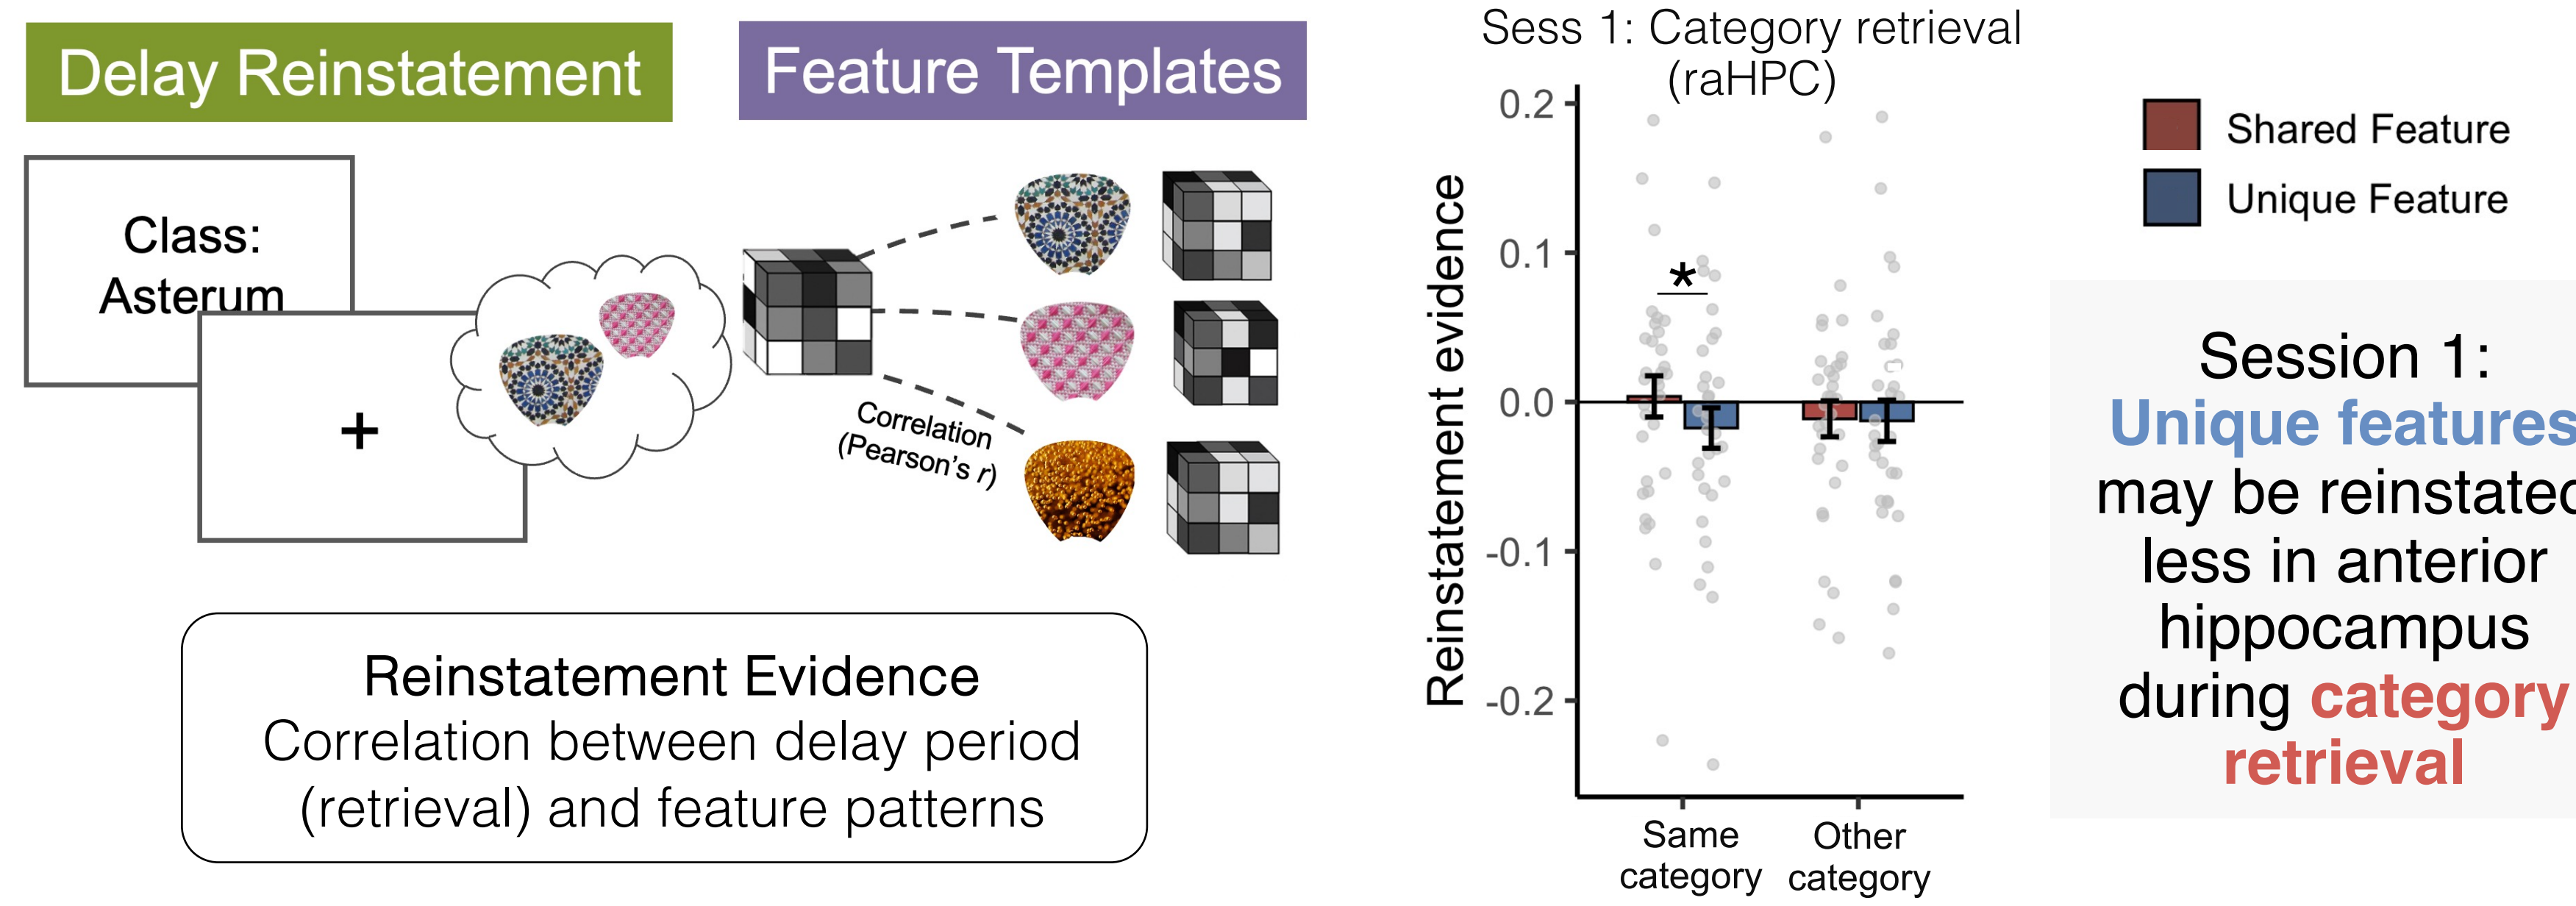 Delay Reinstatement
Feature Templates
Class:
Asterum
+
Correlation
(Pearson's r)
Reinstatement Evidence
Correlation between delay period
(retrieval) and feature patterns
Sess 1: Category retrieval
(raHPC)
Reinstatement evidence
0.2
0.1
0.0
-0.1
-0.2
*
Same
category
Other
category
Shared Feature
Unique Feature
Session 1:
Unique features
may be reinstated
less in anterior
hippocampus
during category
retrieval